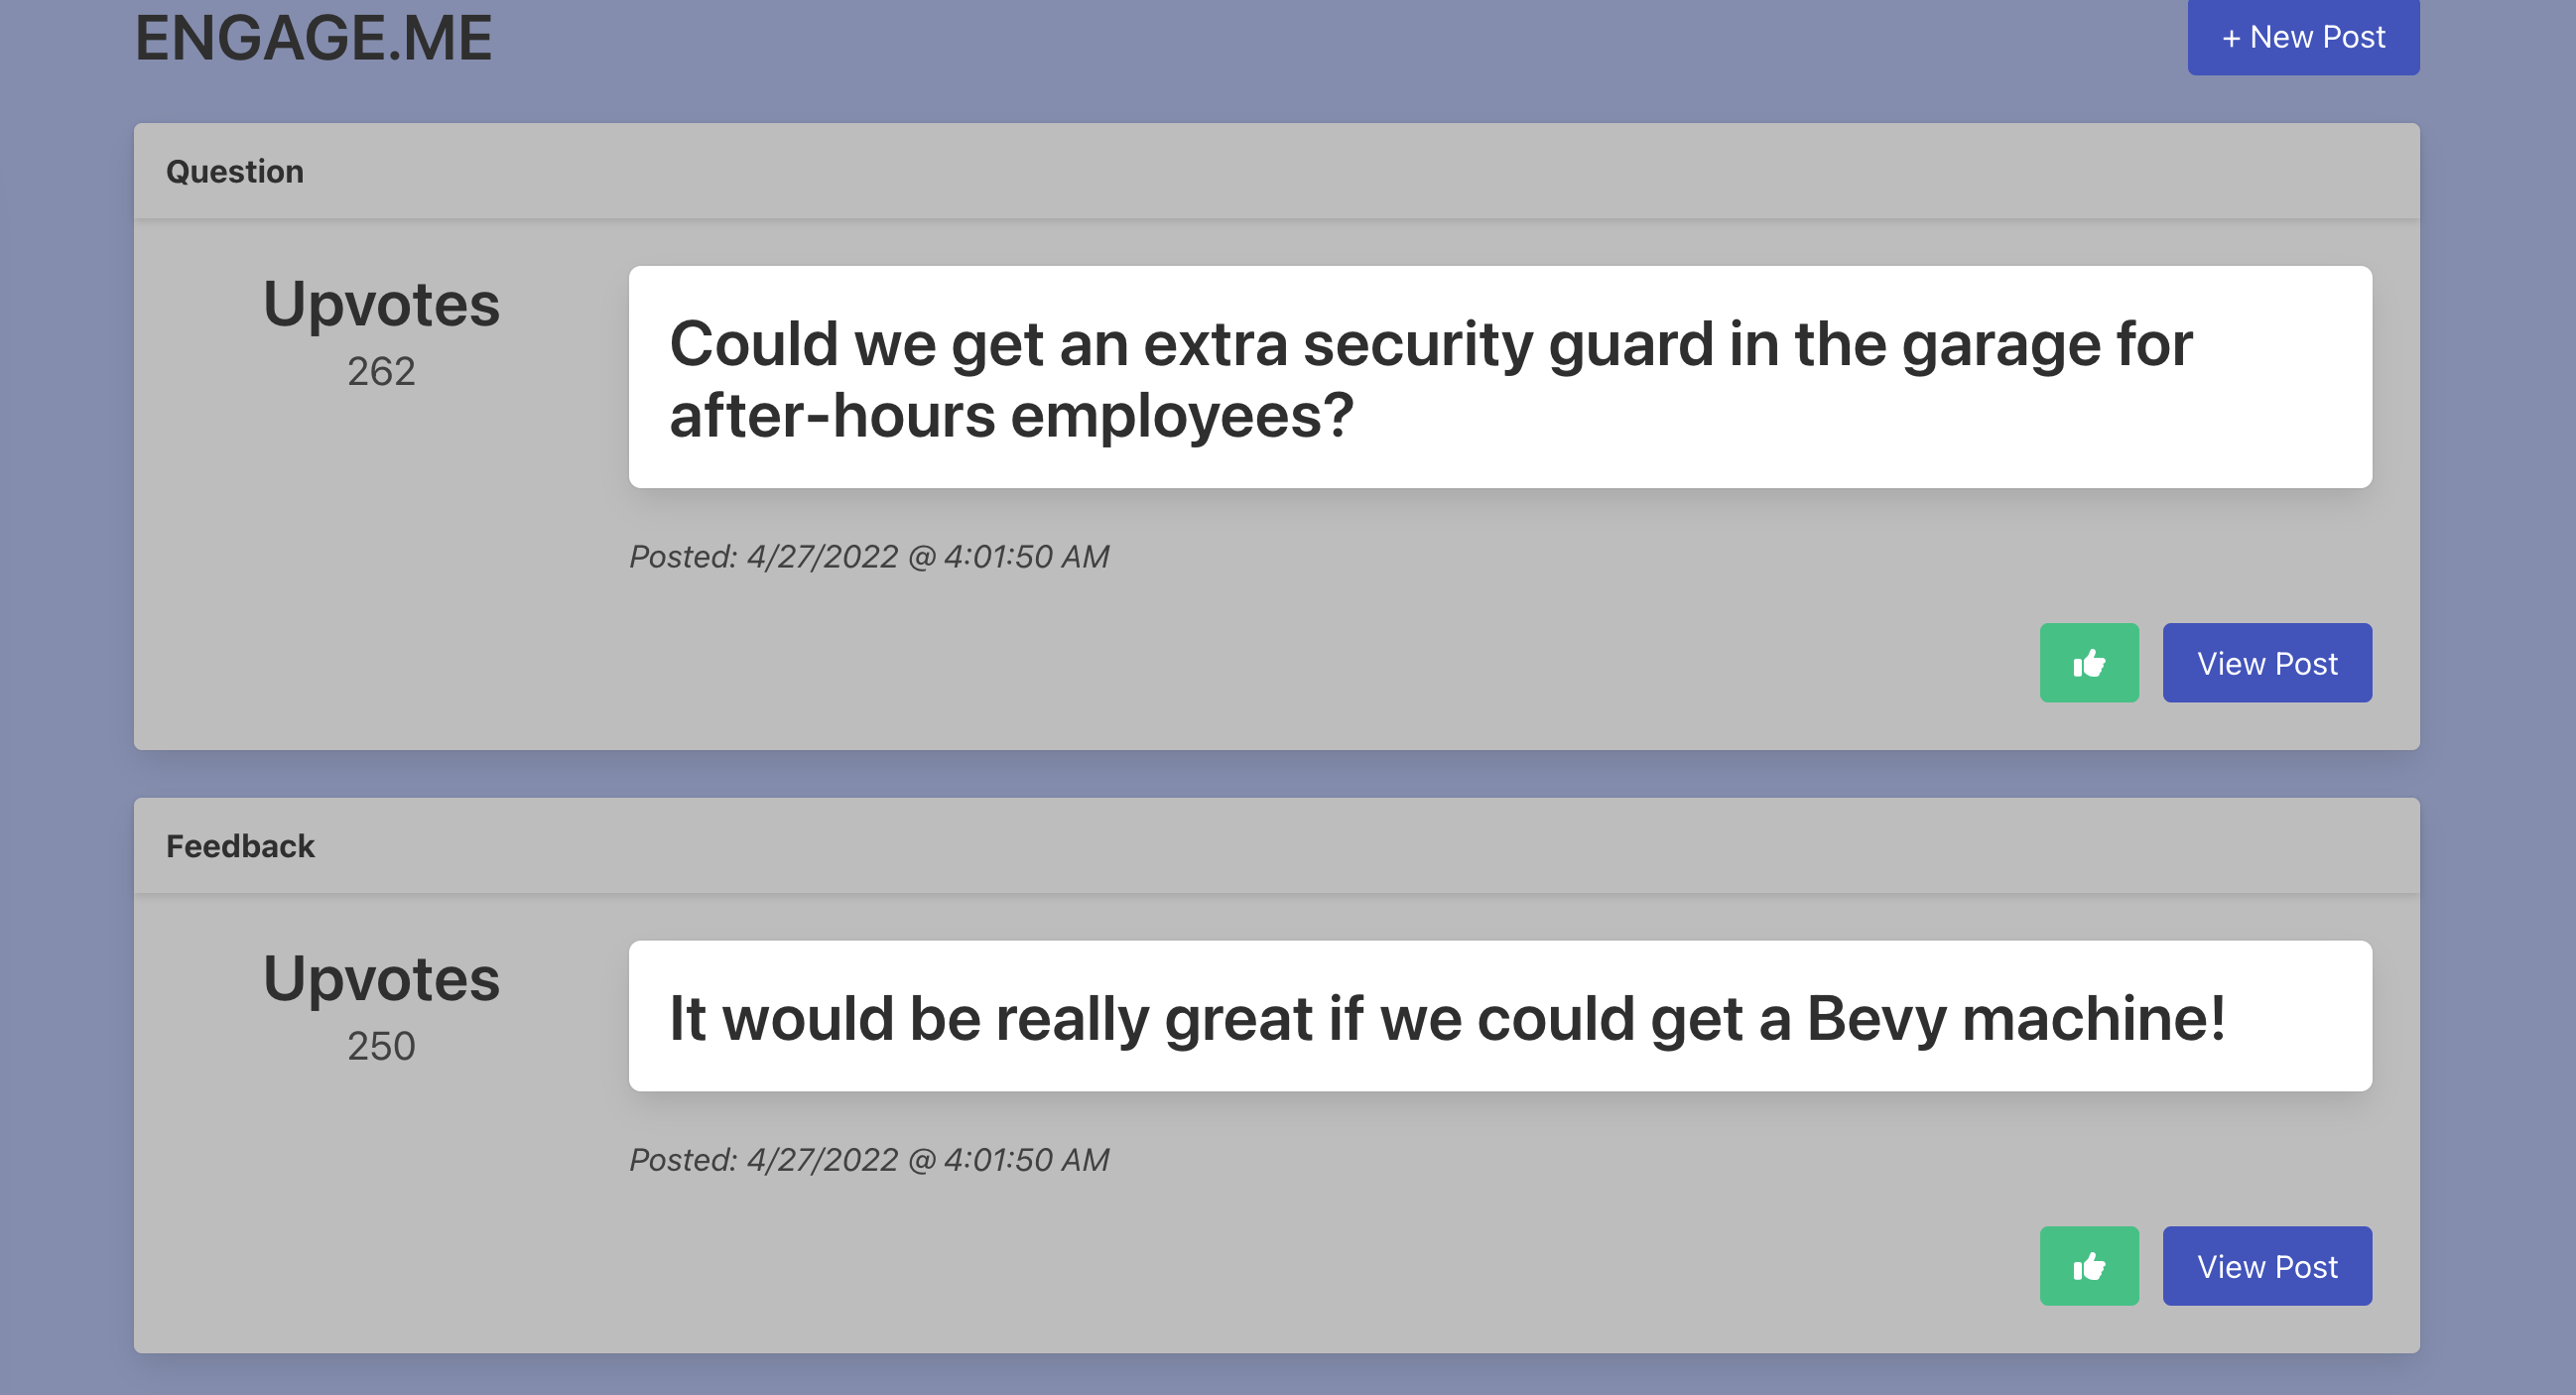 ENGAGE.ME
+ New Post
Question
Upvotes
262
Could we get an extra security guard in the garage for
after-hours employees?
Posted: 4/27/2022 @ 4:01:50 AM
View Post
Feedback
Upvotes
250
It would be really great if we could get a Bevy machine!
Posted: 4/27/2022 @ 4:01:50 AM
View Post